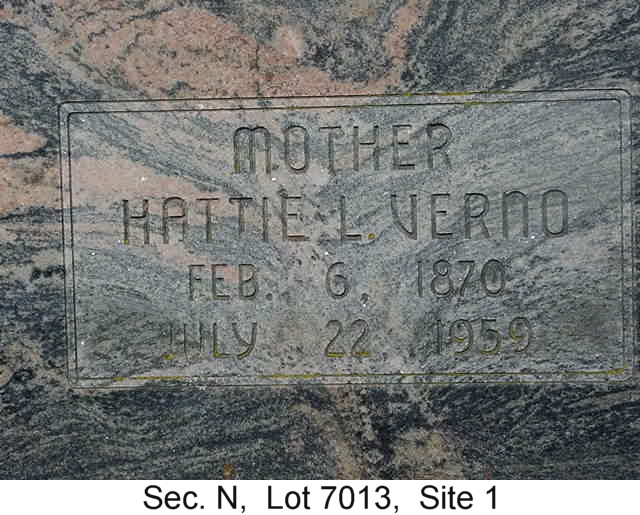 MOTHER
HATTIE L. VERNO
FEB. 6, 1870
JULY 22, 1959
Sec. N, Lot 7013, Site 1